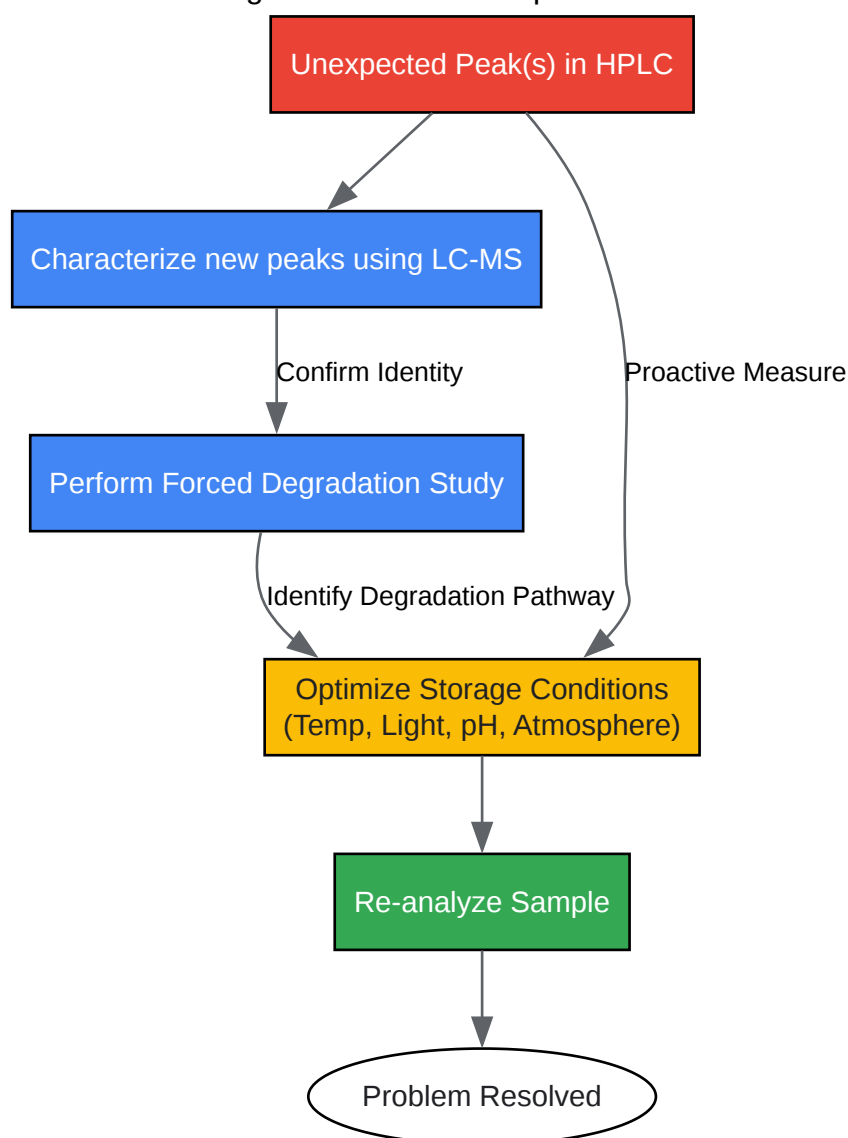 Unexpected Peak(s) in HPLC
Characterize new peaks using LC-MS
Confirm Identity
Proactive Measure
Perform Forced Degradation Study
Identify Degradation Pathway
Optimize Storage Conditions
(Temp, Light, pH, Atmosphere)
Re-analyze Sample
Problem Resolved